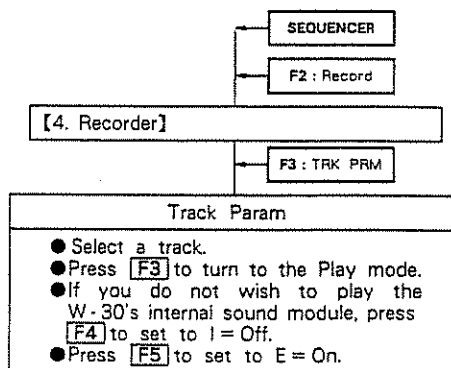 SEQUENCER
F2 : Record
【4. Recorder】
F3 : TRK PRM
Track Param
●Select a track.
●Press F3 to turn to the Play mode.
●If you do not wish to play the
W-30's internal sound module, press
F4 to set to I = Off.
●Press F5 to set to E = On.